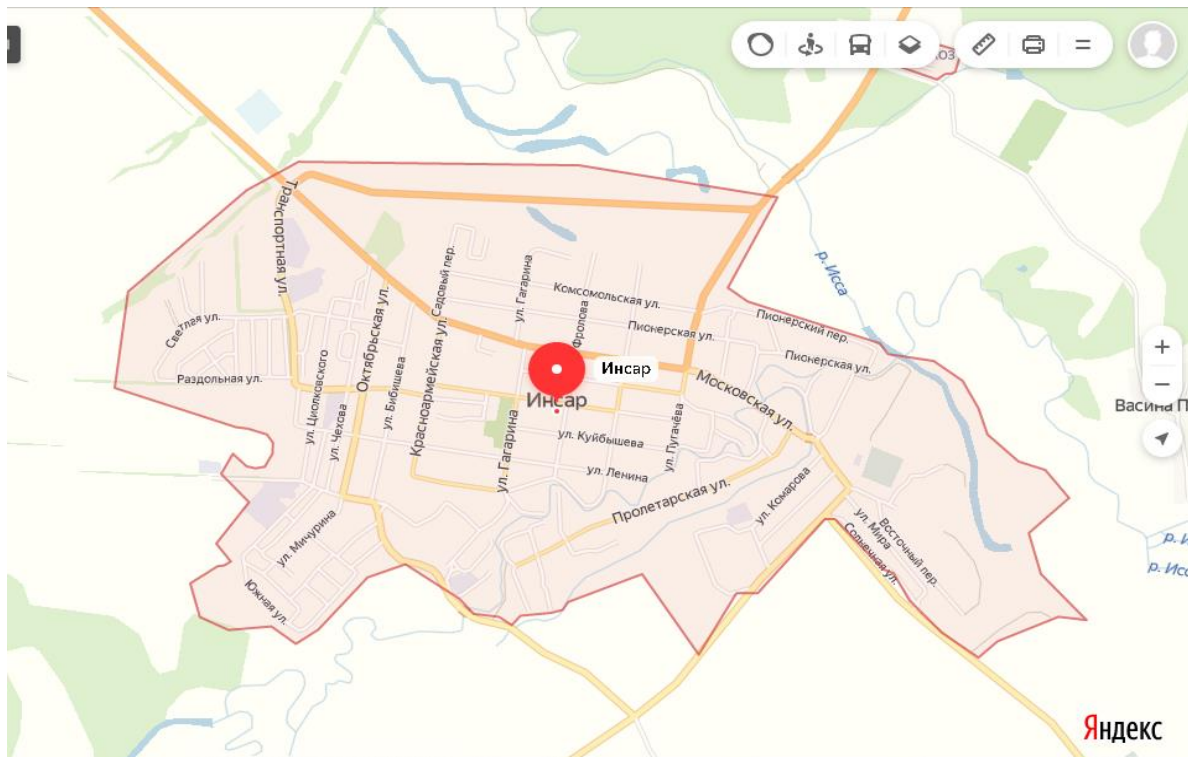 Транспортная ул.
р. Исса
Садовый пер.
ул. Гагарина
Комсомольская ул.
Светлая ул.
Октябрьская ул.
Красноармейская ул.
Фролова
Пионерская ул.
Пионерский пер.
Пионерская ул.
Раздольная ул.
ул. Циолковского
ул. Чехова
ул. Бибишева
Инсар
Инсар
Московская ул.
Васина П
ул. Гагарина
ул. Куйбышева
ул. Пугачёва
ул. Ленина
Пролетарская ул.
ул. Комарова
ул. Мичурина
ул. Мира
Восточный пер.
Солнечная ул.
Южная ул.
р. И
р. Исс
Яндекс